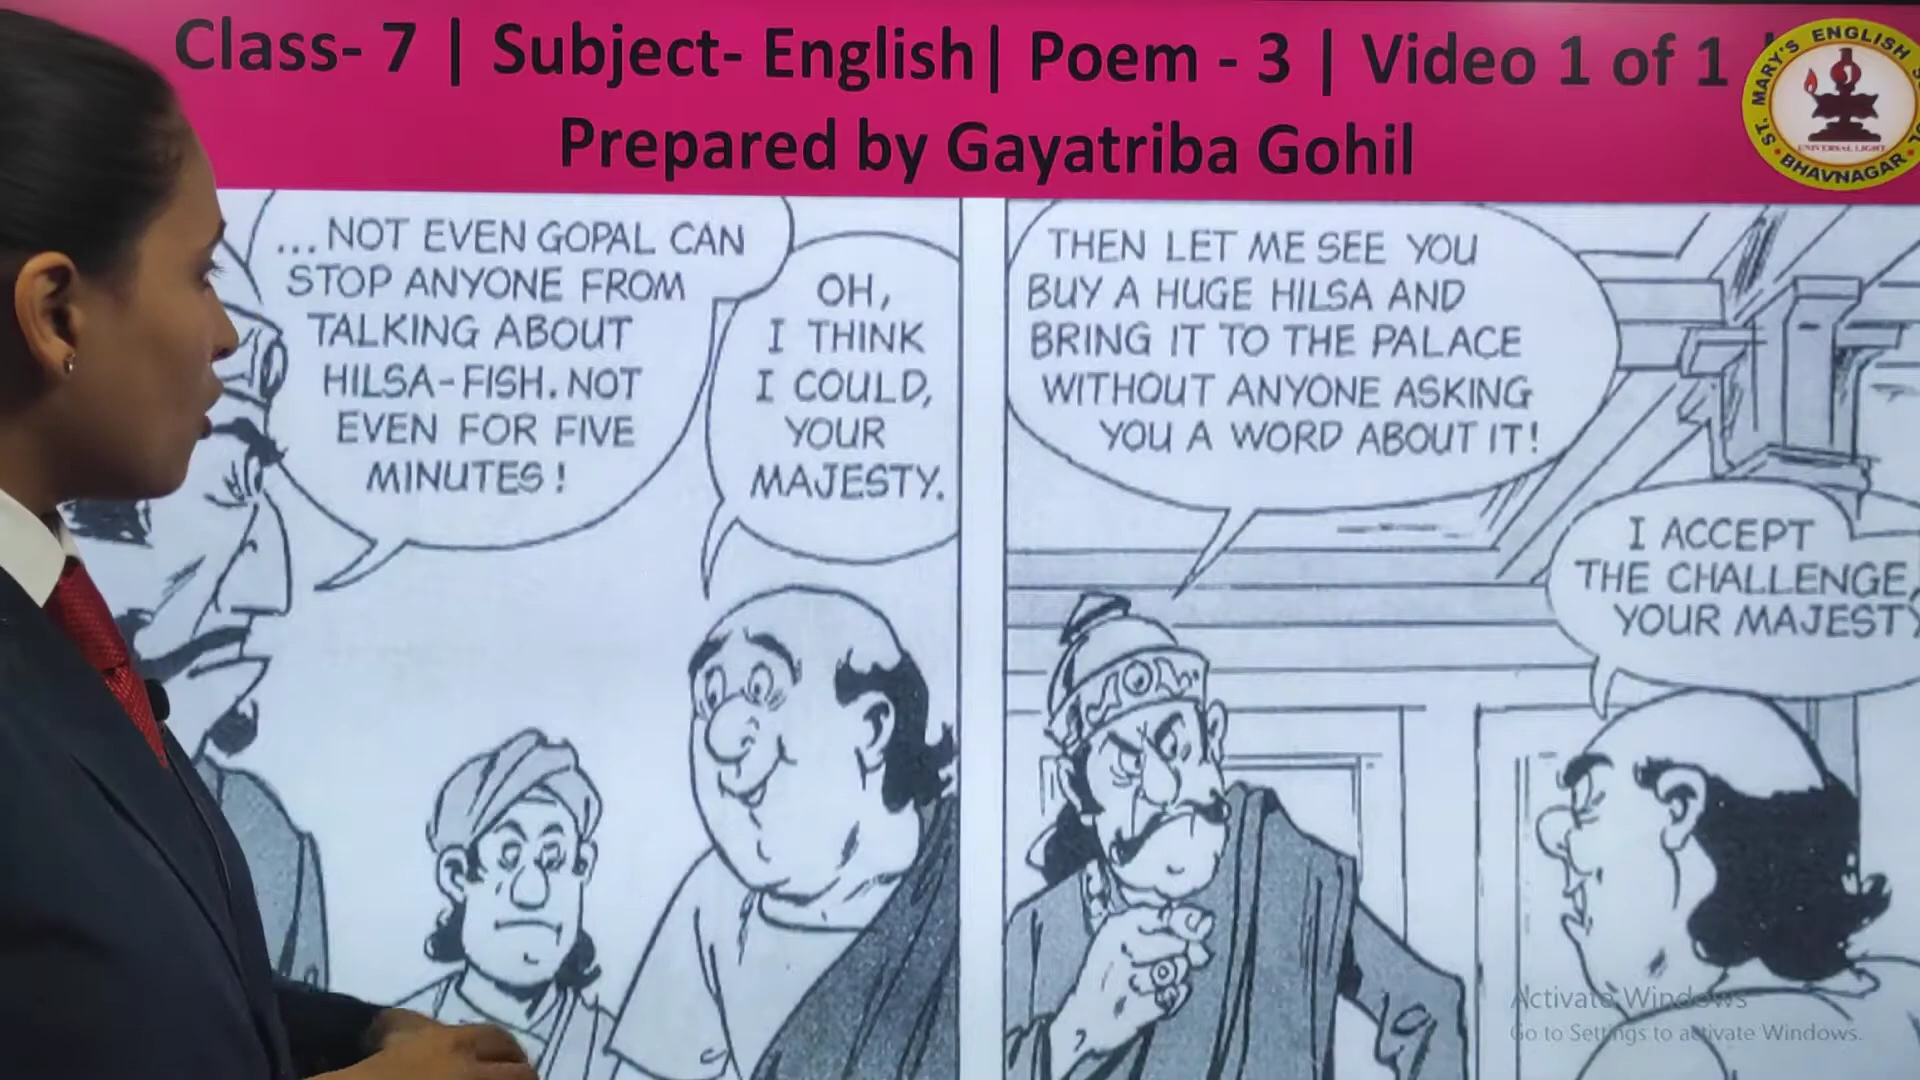 Class- 7 | Subject- English| Poem - 3 | Video 1 of 1
Prepared by Gayatriba Gohil
ST. MARY'S ENGLISH
UNIVERSAL LIGHT
BHAVNAGAR
...NOT EVEN GOPAL CAN
STOP ANYONE FROM
TALKING ABOUT
HILSA-FISH. NOT
EVEN FOR FIVE
MINUTES!
OH,
I THINK
I COULD,
YOUR
MAJESTY.
THEN LET ME SEE YOU
BUY A HUGE HILSA AND
BRING IT TO THE PALACE
WITHOUT ANYONE ASKING
YOU A WORD ABOUT IT!
I ACCEPT
THE CHALLENGE,
YOUR MAJESTY
Activate Windows
Go to Settings to activate Windows.